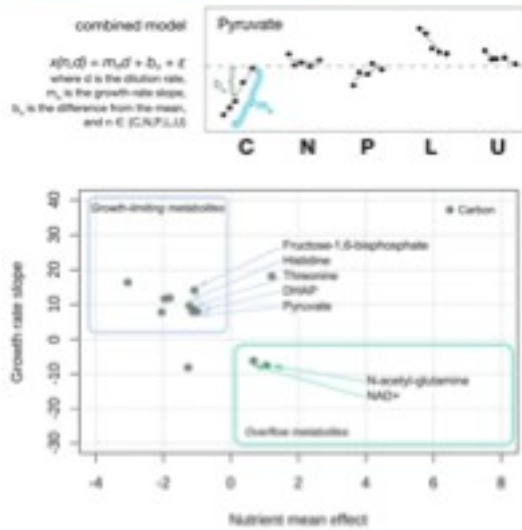 combined model
Pyruvate
where d is the dilution rate,
is the growth rate slope,
is the difference from the mean,
and n ∈ {C,N,P,L,U}
C N P L U
Growth-limiting metabolites
Carbon
Fructose-1,6-bisphosphate
Histidine
Threonine
DHAP
Pyruvate
N-acetyl-glutamine
NAD+
Overflow metabolites
Growth rate slope
40
30
20
10
0
-10
-20
-30
-4 -2 0 2 4 6 8
Nutrient mean effect